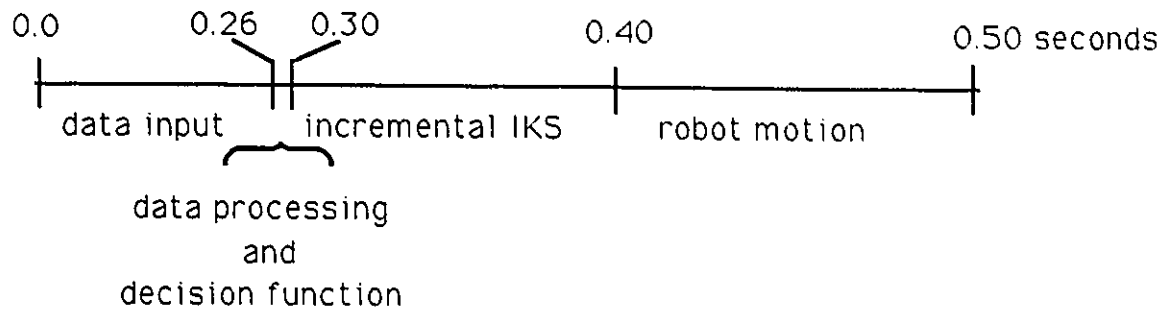 0.0 0.26 0.30 0.40 0.50 seconds
data input incremental IKS robot motion
data processing
and
decision function